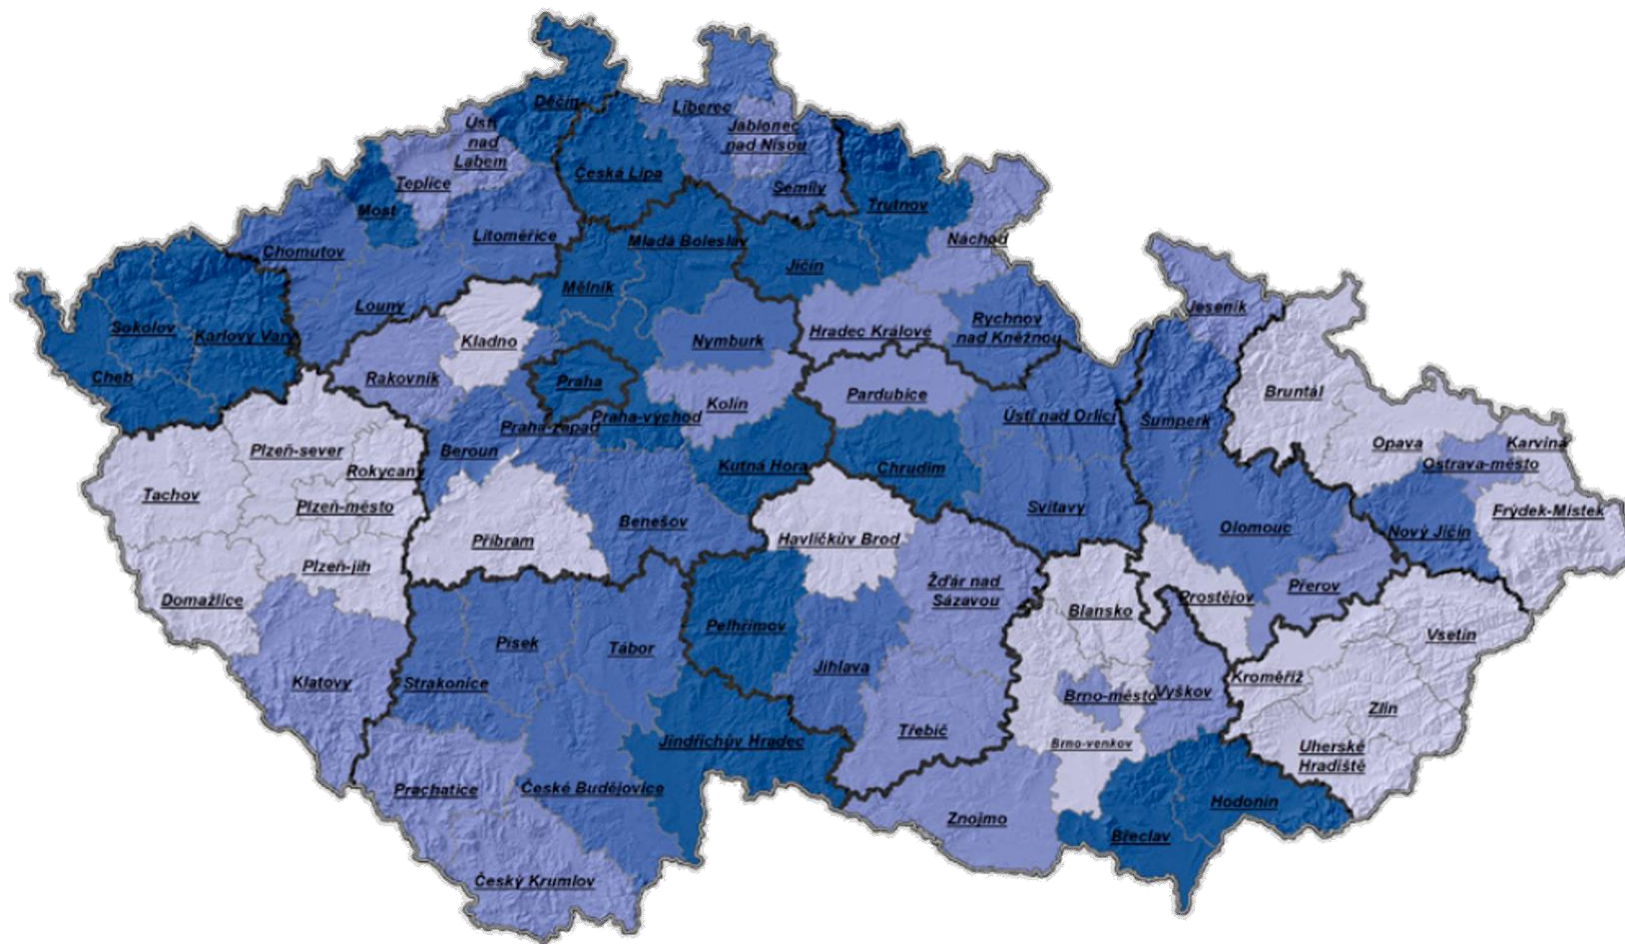 Děčín
Liberec
Ústí
nad
Labem
Jablonec
nad Nisou
Česká Lípa
Teplice
Semily
Most
Trutnov
Litoměřice
Mladá Boleslav
Náchod
Chomutov
Jičín
Mělník
Louny
Jeseník
Sokolov
Karlovy Vary
Kladno
Nymburk
Hradec Králové
Rychnov
nad Kněžnou
Cheb
Rakovník
Praha
Kolín
Pardubice
Bruntál
Praha-východ
Praha-západ
Ústí nad Orlicí
Šumperk
Plzeň-sever
Beroun
Opava
Karviná
Rokycany
Kutná Hora
Chrudim
Ostrava-město
Tachov
Plzeň-město
Svitavy
Frýdek-Místek
Benešov
Olomouc
Nový Jičín
Příbram
Havlíčkův Brod
Plzeň-jih
Žďár nad
Sázavou
Přerov
Domažlice
Prostějov
Blansko
Pelhřimov
Vsetín
Písek
Tábor
Jihlava
Kroměříž
Klatovy
Strakonice
Brno-město
Vyškov
Zlín
Třebíč
Jindřichův Hradec
Brno-venkov
Uherské
Hradiště
Prachatice
České Budějovice
Hodonín
Znojmo
Břeclav
Český Krumlov